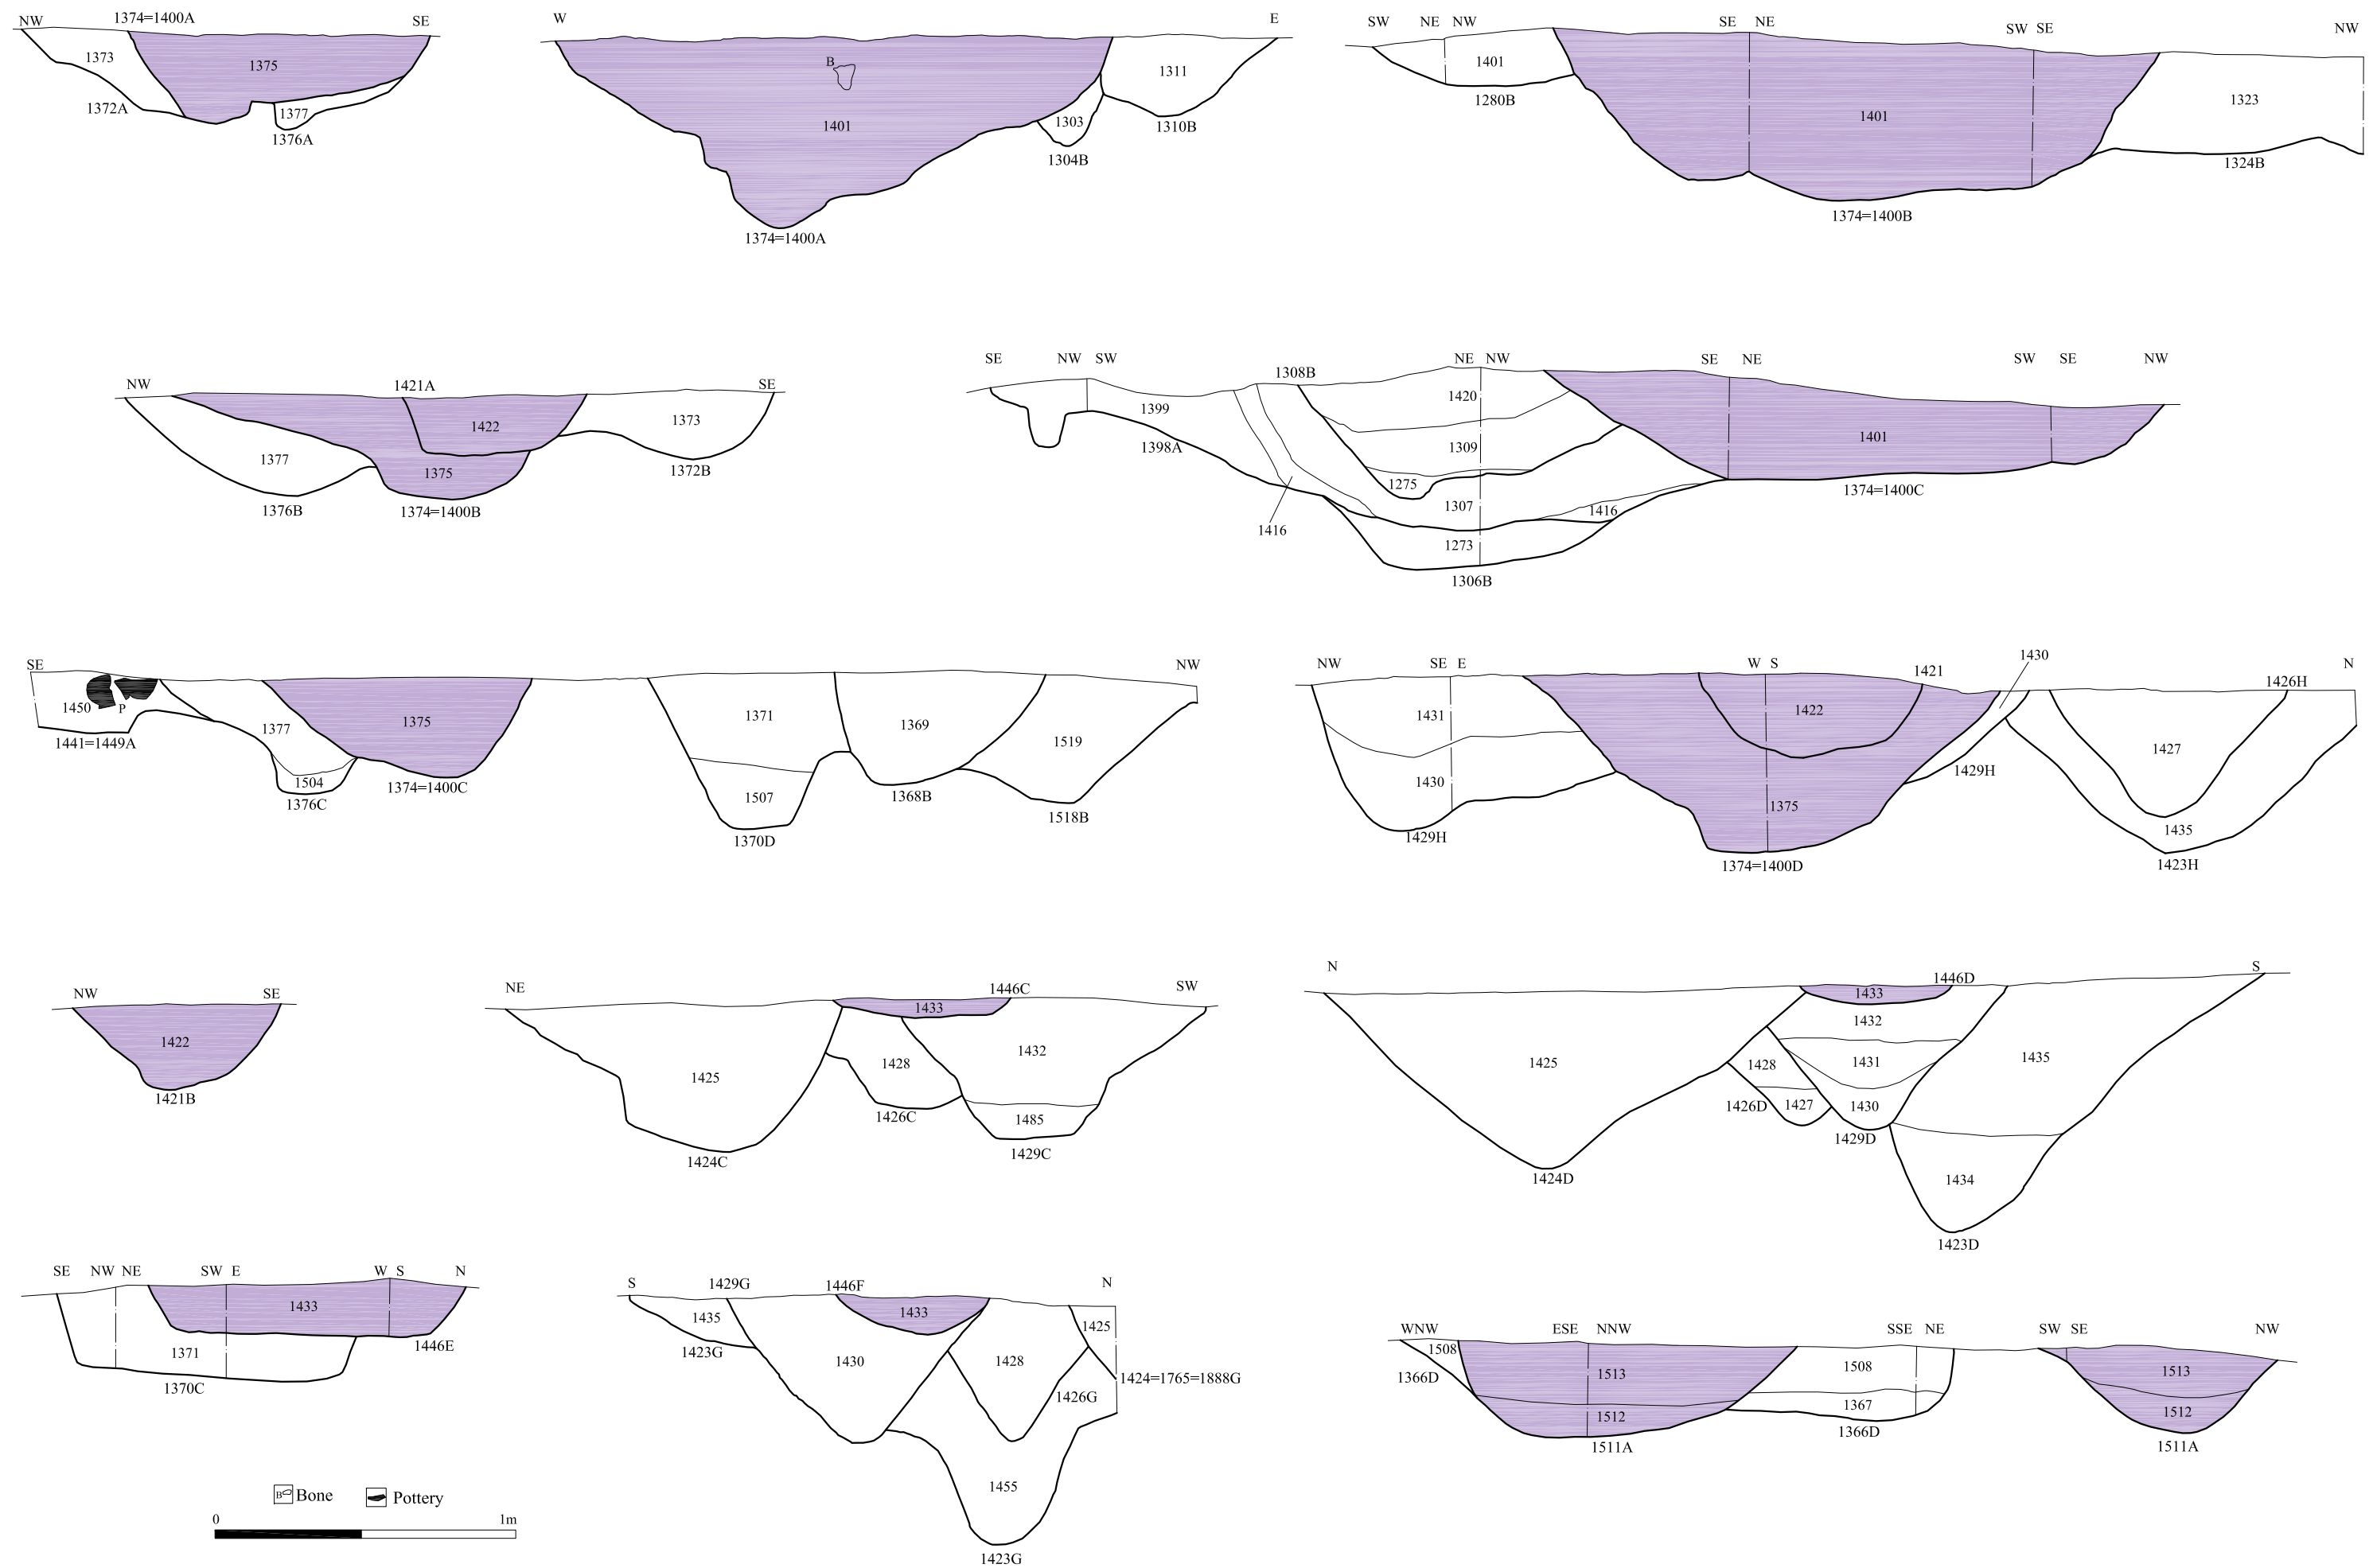 NW 1374=1400A SE
1373
1375
1372A
1377
1376A
W E
B
1401
1311
1303
1310B
1304B
1374=1400A
SW NE NW SE NE SW SE NW
1401
1280B
1401
1323
1324B
1374=1400B
NW 1421A SE
1422
1373
1377
1375
1372B
1376B
1374=1400B
SE NW SW 1308B NE NW SE NE SW SE NW
1399
1420
1398A
1309
1401
1275
1307
1374=1400C
1416
1416
1273
1306B
SE NW
1450
P
1377
1375
1371
1369
1519
1441=1449A
1504
1376C
1374=1400C
1507
1368B
1518B
1370D
NW SE E W S 1421 1430 1426H N
1431
1422
1427
1430
1429H
1375
1429H
1435
1374=1400D
1423H
NW SE
1422
1421B
NE 1446C SW
1433
1432
1425
1428
1426C
1485
1424C
1429C
N 1446D S
1433
1432
1425
1428
1431
1435
1426D
1427
1430
1429D
1424D
1434
1423D
SE NW NE SW E W S N
1433
1371
1446E
1370C
S 1429G 1446F N
1435
1433
1425
1423G
1430
1428
1424=1765=1888G
1426G
1455
1423G
WNW ESE NNW SSE NE SW SE NW
1508
1366D
1513
1508
1513
1512
1367
1512
1366D
1511A
1511A
B Bone Pottery
0 1m